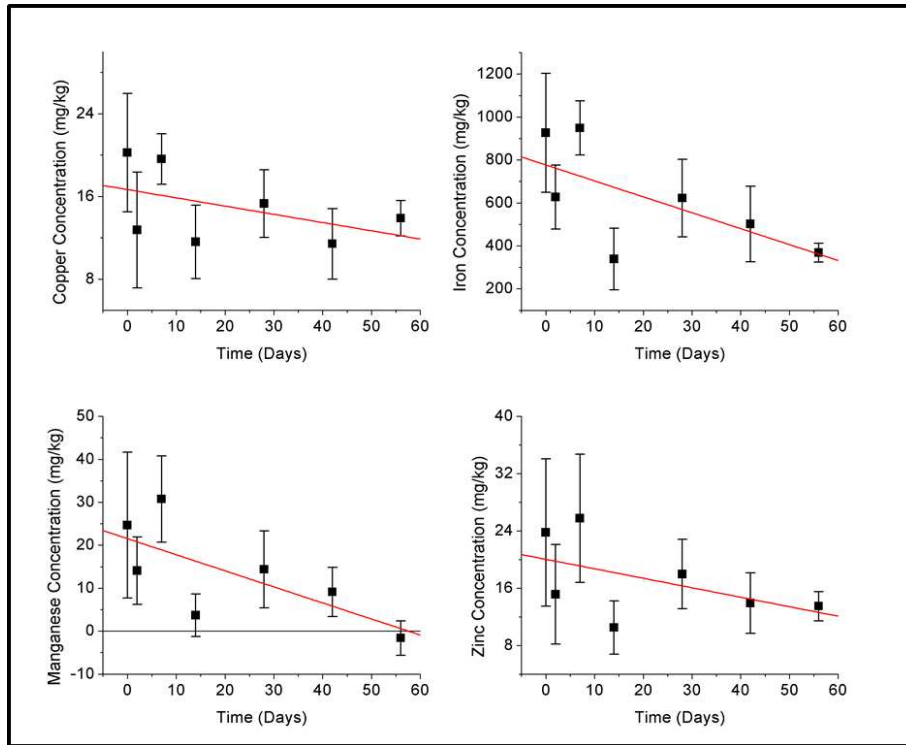 Copper Concentration (mg/kg)
24
16
8
0 10 20 30 40 50 60
Time (Days)
Iron Concentration (mg/kg)
1200
1000
800
600
400
200
0 10 20 30 40 50 60
Time (Days)
Manganese Concentration (mg/kg)
50
40
30
20
10
0
-10
0 10 20 30 40 50 60
Time (Days)
Zinc Concentration (mg/kg)
40
32
24
16
8
0 10 20 30 40 50 60
Time (Days)